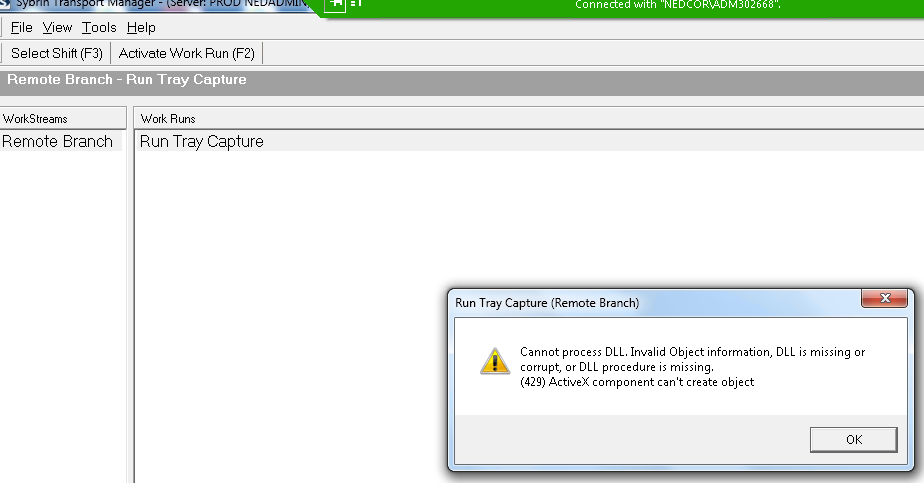 Sybrin Transport Manager - (Server: PROD NEDADMIN
Connected with "NEDCOR\ADM302668".
File View Tools Help
Select Shift (F3) Activate Work Run (F2)
Remote Branch - Run Tray Capture
WorkStreams
Work Runs
Remote Branch
Run Tray Capture
Run Tray Capture (Remote Branch)
Cannot process DLL. Invalid Object information, DLL is missing or
corrupt, or DLL procedure is missing.
(429) ActiveX component can't create object
OK